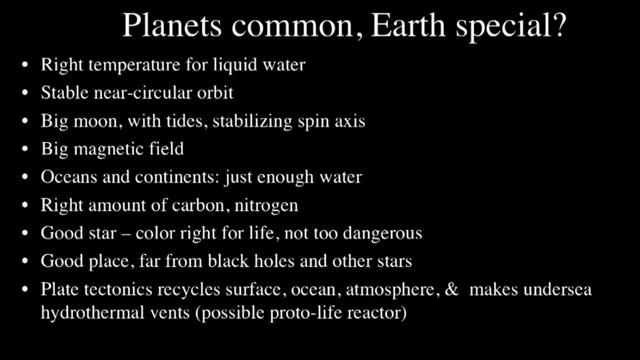 Planets common, Earth special?
• Right temperature for liquid water
• Stable near-circular orbit
• Big moon, with tides, stabilizing spin axis
• Big magnetic field
• Oceans and continents: just enough water
• Right amount of carbon, nitrogen
• Good star – color right for life, not too dangerous
• Good place, far from black holes and other stars
• Plate tectonics recycles surface, ocean, atmosphere, & makes undersea
hydrothermal vents (possible proto-life reactor)